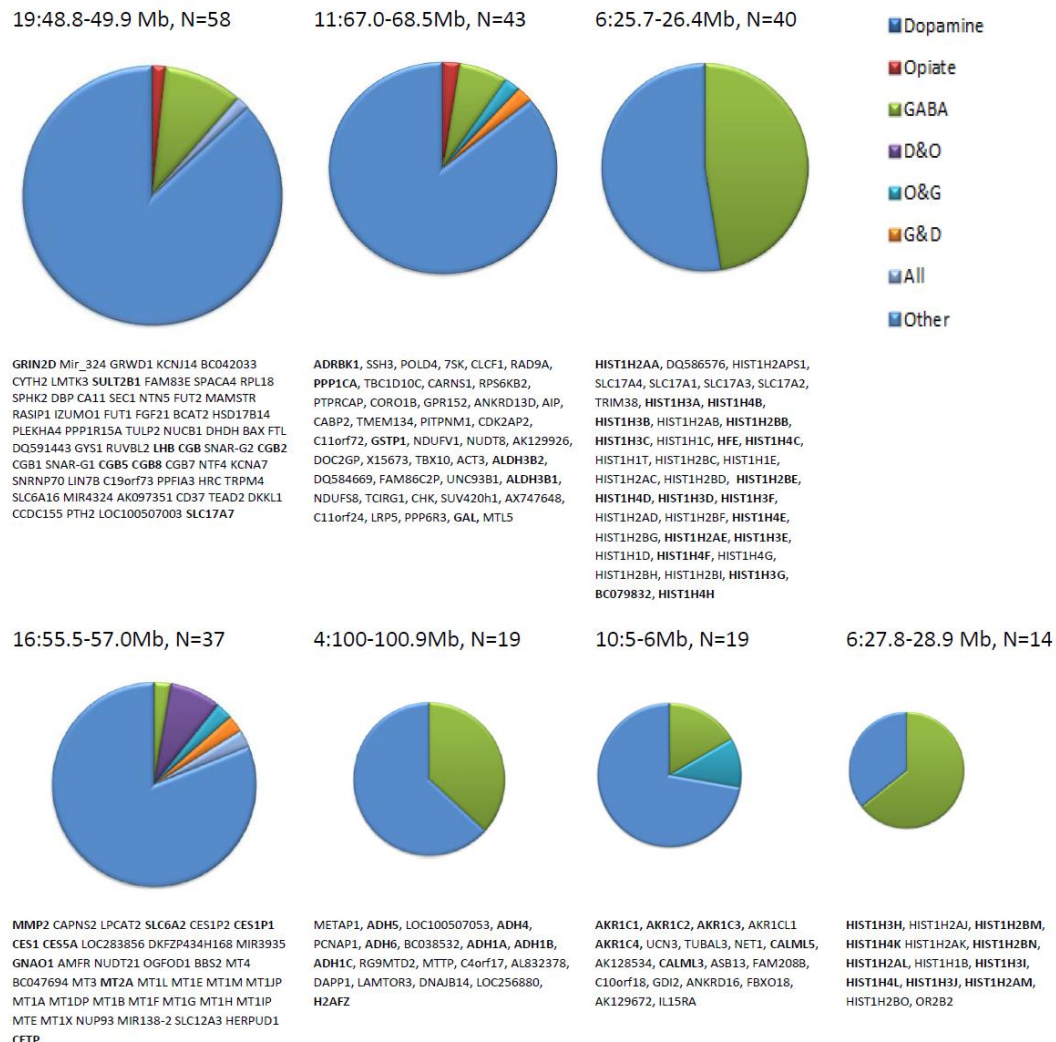 19:48.8-49.9 Mb, N=58
11:67.0-68.5Mb, N=43
6:25.7-26.4Mb, N=40
Dopamine
Opiate
GABA
D&O
O&G
G&D
All
Other
GRIN2D Mir_324 GRWD1 KCNJ14 BC042033
CYTH2 LMTK3 SULT2B1 FAM83E SPACA4 RPL18
SPHK2 DBP CA11 SEC1 NTN5 FUT2 MAMSTR
RASIP1 IZUMO1 FUT1 FGF21 BCAT2 HSD17B14
PLEKHA4 PPP1R15A TULP2 NUCB1 DHDH BAX FTL
DQ591443 GYS1 RUVBL2 LHB CGB SNAR-G2 CGB2
CGB1 SNAR-G1 CGB5 CGB8 CGB7 NTF4 KCNA7
SNRNP70 LIN7B C19orf73 PPFIA3 HRC TRPM4
SLC6A16 MIR4324 AK097351 CD37 TEAD2 DKKL1
CCDC155 PTH2 LOC100507003 SLC17A7
ADRBK1, SSH3, POLD4, 7SK, CLCF1, RAD9A,
PPP1CA, TBC1D10C, CARNS1, RPS6KB2,
PTPRCAP, CORO1B, GPR152, ANKRD13D, AIP,
CABP2, TMEM134, PITPNM1, CDK2AP2,
C11orf72, GSTP1, NDUFV1, NUDT8, AK129926,
DOC2GP, X15673, TBX10, ACT3, ALDH3B2,
DQ584669, FAM86C2P, UNC93B1, ALDH3B1,
NDUFS8, TCIRG1, CHK, SUV420h1, AX747648,
C11orf24, LRP5, PPP6R3, GAL, MTL5
HIST1H2AA, DQ586576, HIST1H2APS1,
SLC17A4, SLC17A1, SLC17A3, SLC17A2,
TRIM38, HIST1H3A, HIST1H4B,
HIST1H3B, HIST1H2AB, HIST1H2BB,
HIST1H3C, HIST1H1C, HFE, HIST1H4C,
HIST1H1T, HIST1H2BC, HIST1H1E,
HIST1H2AC, HIST1H2BD, HIST1H2BE,
HIST1H4D, HIST1H3D, HIST1H3F,
HIST1H2AD, HIST1H2BF, HIST1H4E,
HIST1H2BG, HIST1H2AE, HIST1H3E,
HIST1H1D, HIST1H4F, HIST1H4G,
HIST1H2BH, HIST1H2BI, HIST1H3G,
BC079832, HIST1H4H
16:55.5-57.0Mb, N=37
4:100-100.9Mb, N=19
10:5-6Mb, N=19
6:27.8-28.9 Mb, N=14
MMP2 CAPNS2 LPCAT2 SLC6A2 CES1P2 CES1P1
CES1 CES5A LOC283856 DKFZP434H168 MIR3935
GNAO1 AMFR NUDT21 OGFOD1 BBS2 MT4
BC047694 MT3 MT2A MT1L MT1E MT1M MT1JP
MT1A MT1DP MT1B MT1F MT1G MT1H MT1IP
MTE MT1X NUP93 MIR138-2 SLC12A3 HERPUD1
CETP
METAP1, ADH5, LOC100507053, ADH4,
PCNAP1, ADH6, BC038532, ADH1A, ADH1B,
ADH1C, RG9MTD2, MTTP, C4orf17, AL832378,
DAPP1, LAMTOR3, DNAJB14, LOC256880,
H2AFZ
AKR1C1, AKR1C2, AKR1C3, AKR1CL1
AKR1C4, UCN3, TUBAL3, NET1, CALML5,
AK128534, CALML3, ASB13, FAM208B,
C10orf18, GDI2, ANKRD16, FBXO18,
AK129672, IL15RA
HIST1H3H, HIST1H2AJ, HIST1H2BM,
HIST1H4K HIST1H2AK, HIST1H2BN,
HIST1H2AL, HIST1H1B, HIST1H3I,
HIST1H4L, HIST1H3J, HIST1H2AM,
HIST1H2BO, OR2B2